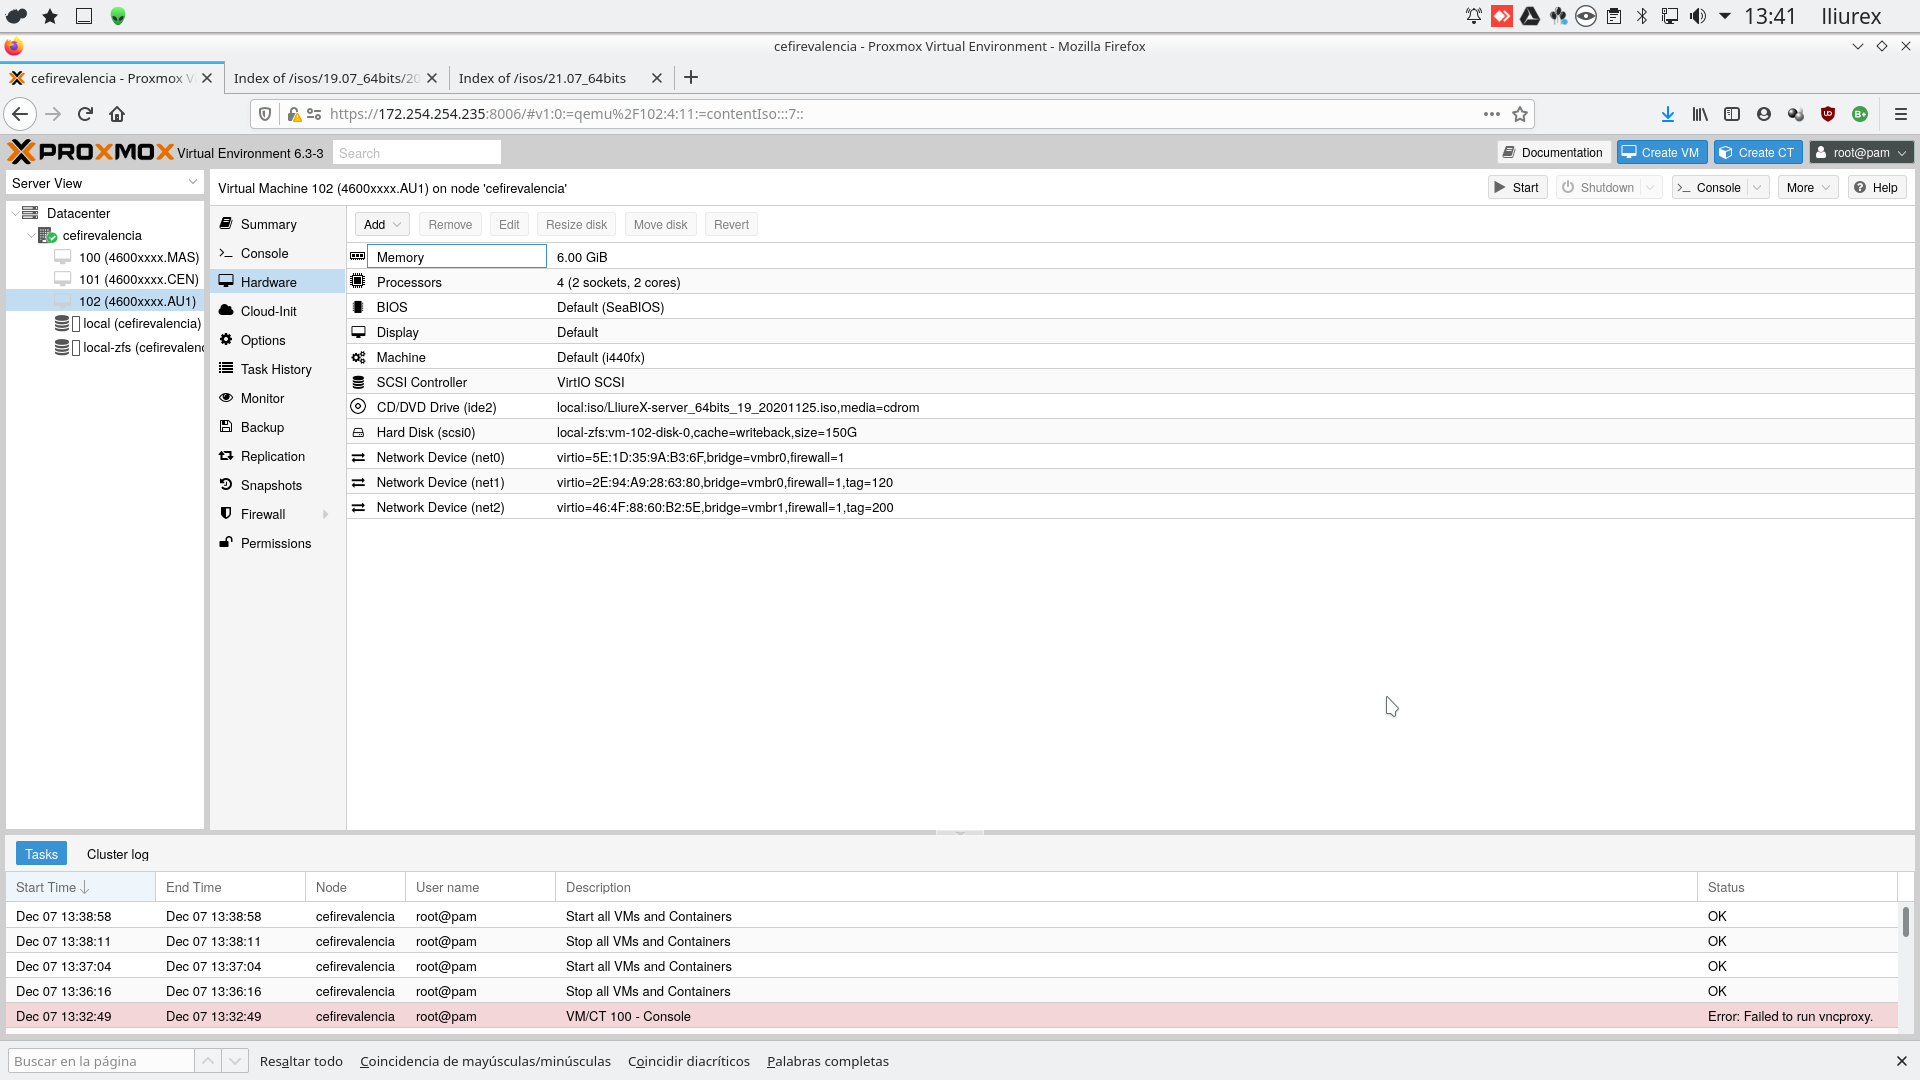 13:41 lliurex
cefirevalencia - Proxmox Virtual Environment - Mozilla Firefox
cefirevalencia - Proxmox V Index of /isos/19.07_64bits/20 Index of /isos/21.07_64bits
https://172.254.254.235:8006/#v1:0:=qemu%2F102:4:11:=contentIso:::7::
PROXMOX Virtual Environment 6.3-3 Search Documentation Create VM Create CT root@pam
Server View Virtual Machine 102 (4600xxxx.AU1) on node 'cefirevalencia' Start Shutdown Console More Help
Datacenter
cefirevalencia
100 (4600xxxx.MAS)
101 (4600xxxx.CEN)
102 (4600xxxx.AU1)
local (cefirevalencia)
local-zfs (cefirevalenc
Summary
Console
Hardware
Cloud-Init
Options
Task History
Monitor
Backup
Replication
Snapshots
Firewall
Permissions
Add Remove Edit Resize disk Move disk Revert
Memory 6.00 GiB
Processors 4 (2 sockets, 2 cores)
BIOS Default (SeaBIOS)
Display Default
Machine Default (i440fx)
SCSI Controller VirtIO SCSI
CD/DVD Drive (ide2) local:iso/LliureX-server_64bits_19_20201125.iso,media=cdrom
Hard Disk (scsi0) local-zfs:vm-102-disk-0,cache=writeback,size=150G
Network Device (net0) virtio=5E:1D:35:9A:B3:6F,bridge=vmbr0,firewall=1
Network Device (net1) virtio=2E:94:A9:28:63:80,bridge=vmbr0,firewall=1,tag=120
Network Device (net2) virtio=46:4F:88:60:B2:5E,bridge=vmbr1,firewall=1,tag=200
Tasks Cluster log
Start Time End Time Node User name Description Status
Dec 07 13:38:58 Dec 07 13:38:58 cefirevalencia root@pam Start all VMs and Containers OK
Dec 07 13:38:11 Dec 07 13:38:11 cefirevalencia root@pam Stop all VMs and Containers OK
Dec 07 13:37:04 Dec 07 13:37:04 cefirevalencia root@pam Start all VMs and Containers OK
Dec 07 13:36:16 Dec 07 13:36:16 cefirevalencia root@pam Stop all VMs and Containers OK
Dec 07 13:32:49 Dec 07 13:32:49 cefirevalencia root@pam VM/CT 100 - Console Error: Failed to run vncproxy.
Buscar en la página Resaltar todo Coincidencia de mayúsculas/minúsculas Coincidir diacríticos Palabras completas